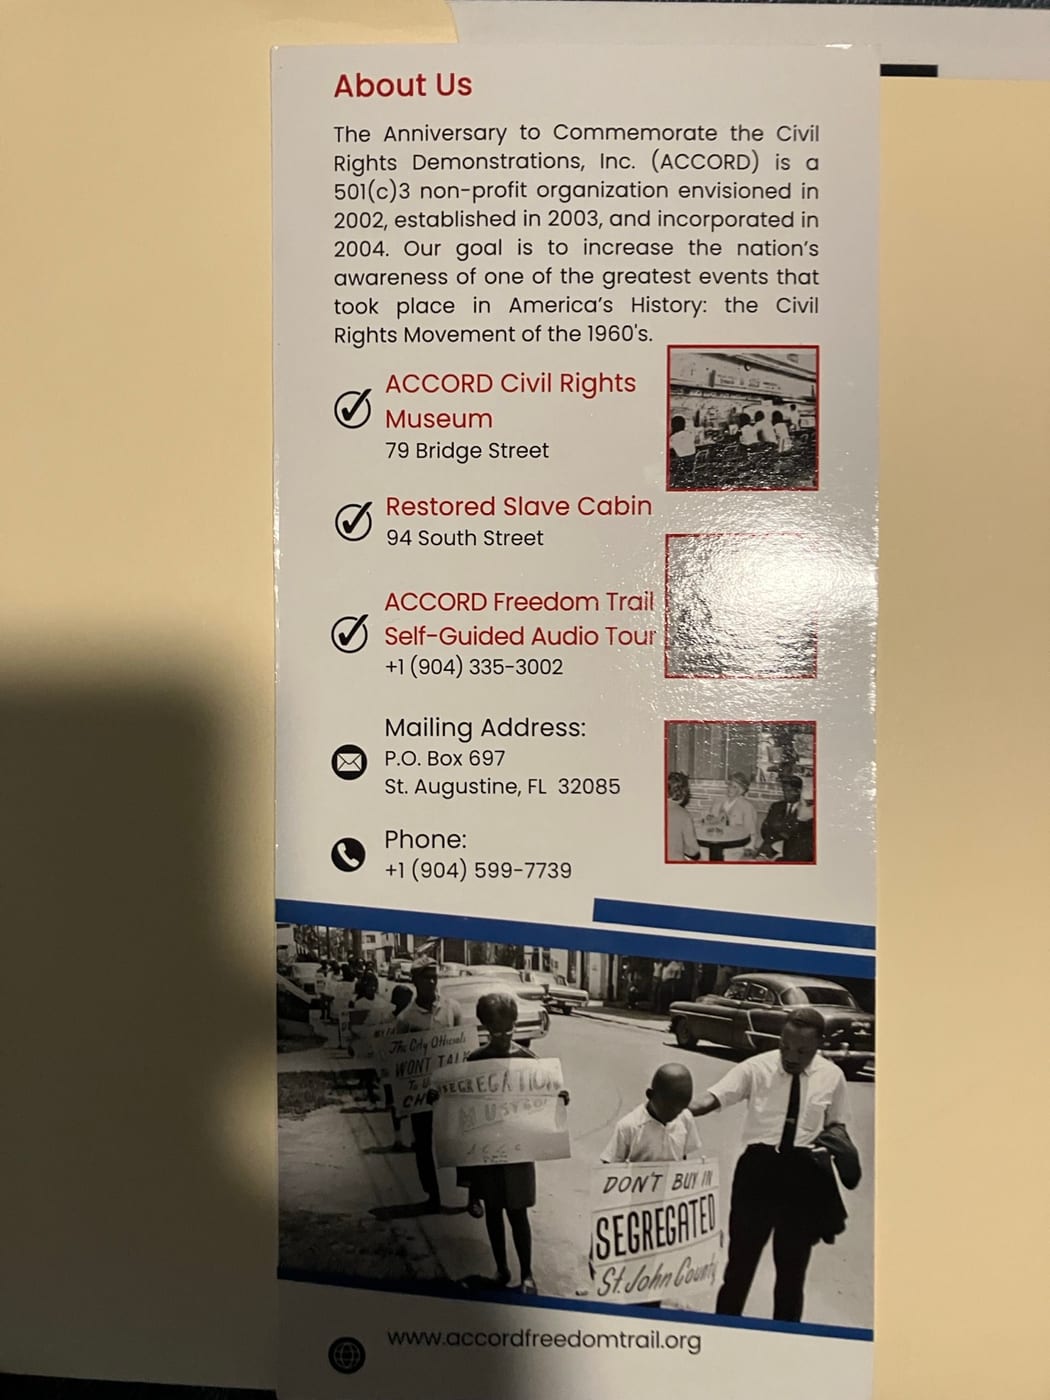 About Us
The Anniversary to Commemorate the Civil
Rights Demonstrations, Inc. (ACCORD) is a
501(c)3 non-profit organization envisioned in
2002, established in 2003, and incorporated in
2004. Our goal is to increase the nation's
awareness of one of the greatest events that
took place in America's History: the Civil
Rights Movement of the 1960's.
ACCORD Civil Rights
Museum
79 Bridge Street
Restored Slave Cabin
94 South Street
ACCORD Freedom Trail
Self-Guided Audio Tour
+1 (904) 335-3002
Mailing Address:
P.O. Box 697
St. Augustine, FL 32085
Phone:
+1 (904) 599-7739
The City Officials
WONT TALK
To
CH
SEGREGATION
MUST GO!
DON'T BUY IN
SEGREGATED
St. John County
www.accordfreedomtrail.org